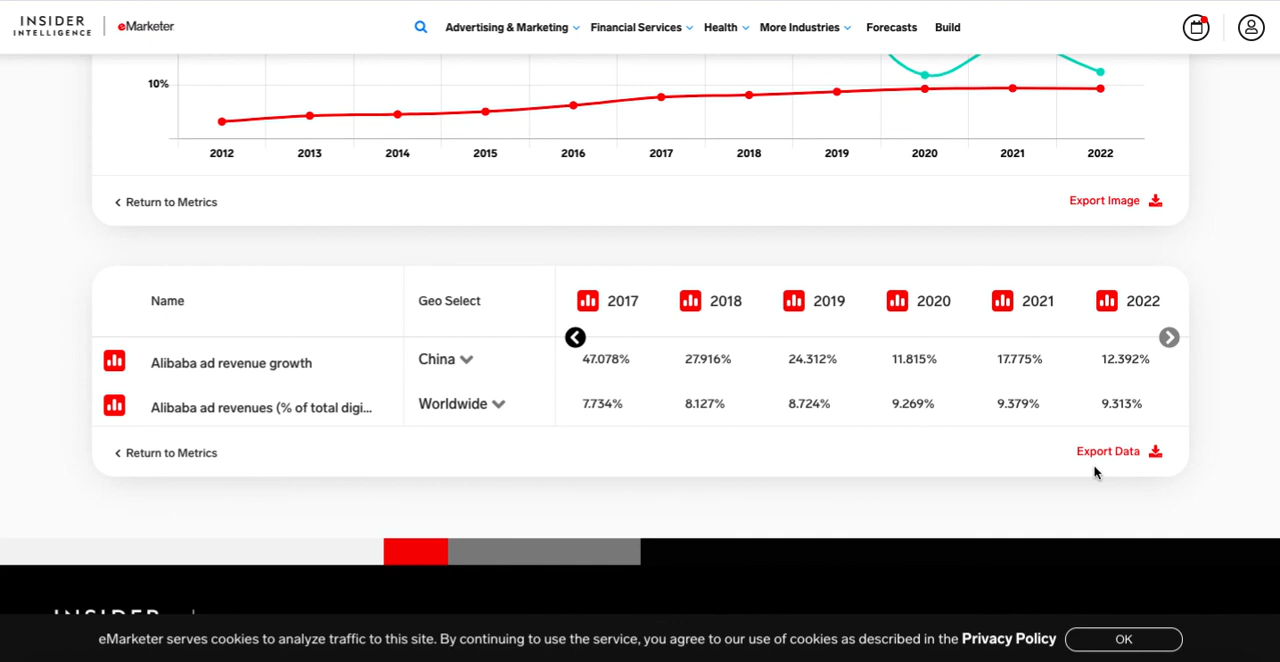 INSIDER
INTELLIGENCE
eMarketer
Advertising & Marketing
Financial Services
Health
More Industries
Forecasts
Build
10%
2012 2013 2014 2015 2016 2017 2018 2019 2020 2021 2022
Return to Metrics
Export Image
Name Geo Select 2017 2018 2019 2020 2021 2022
Alibaba ad revenue growth China 47.078% 27.916% 24.312% 11.815% 17.775% 12.392%
Alibaba ad revenues (% of total digi... Worldwide 7.734% 8.127% 8.724% 9.269% 9.379% 9.313%
Return to Metrics
Export Data
INSIDER
eMarketer serves cookies to analyze traffic to this site. By continuing to use the service, you agree to our use of cookies as described in the Privacy Policy
OK